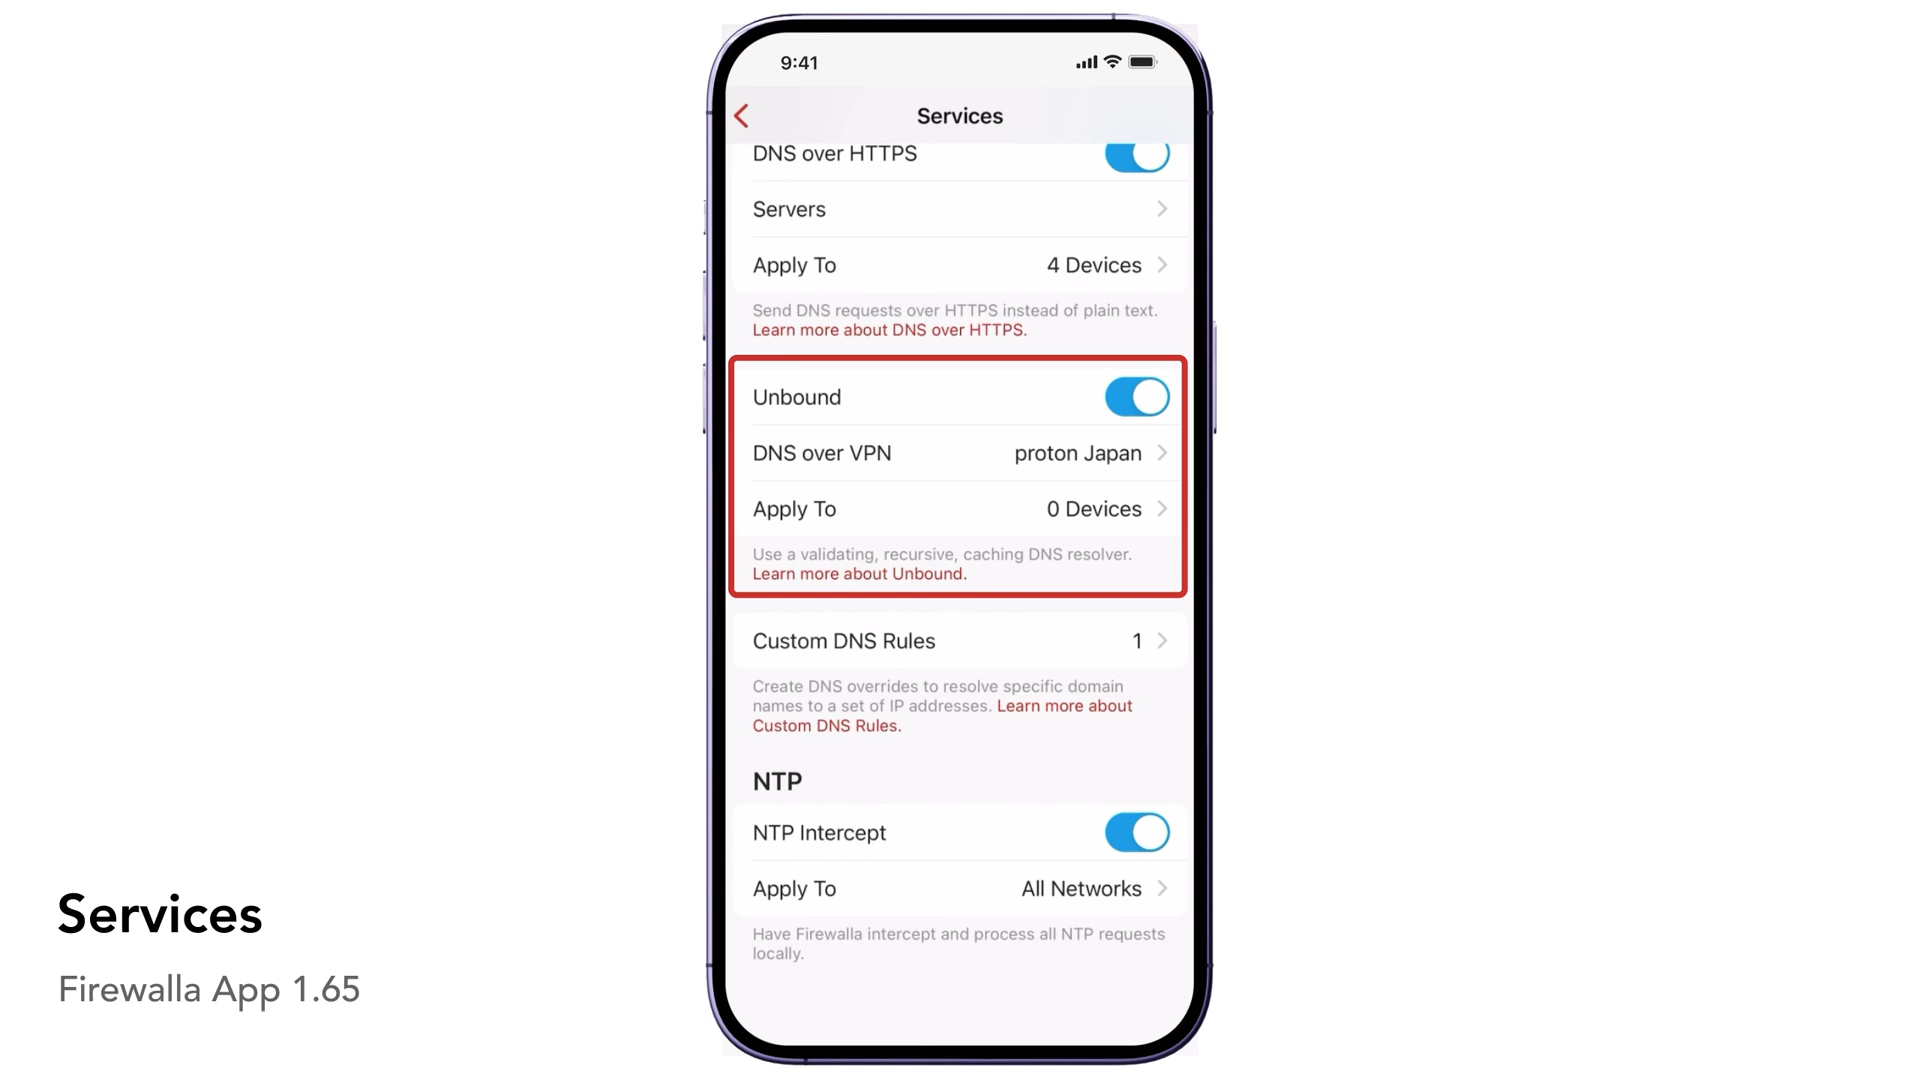 9:41
Services
DNS over HTTPS
Servers
Apply To 4 Devices
Send DNS requests over HTTPS instead of plain text.
Learn more about DNS over HTTPS.
Unbound
DNS over VPN proton Japan
Apply To 0 Devices
Use a validating, recursive, caching DNS resolver.
Learn more about Unbound.
Custom DNS Rules 1
Create DNS overrides to resolve specific domain
names to a set of IP addresses. Learn more about
Custom DNS Rules.
NTP
NTP Intercept
Apply To All Networks
Have Firewalla intercept and process all NTP requests
locally.
Services
Firewalla App 1.65